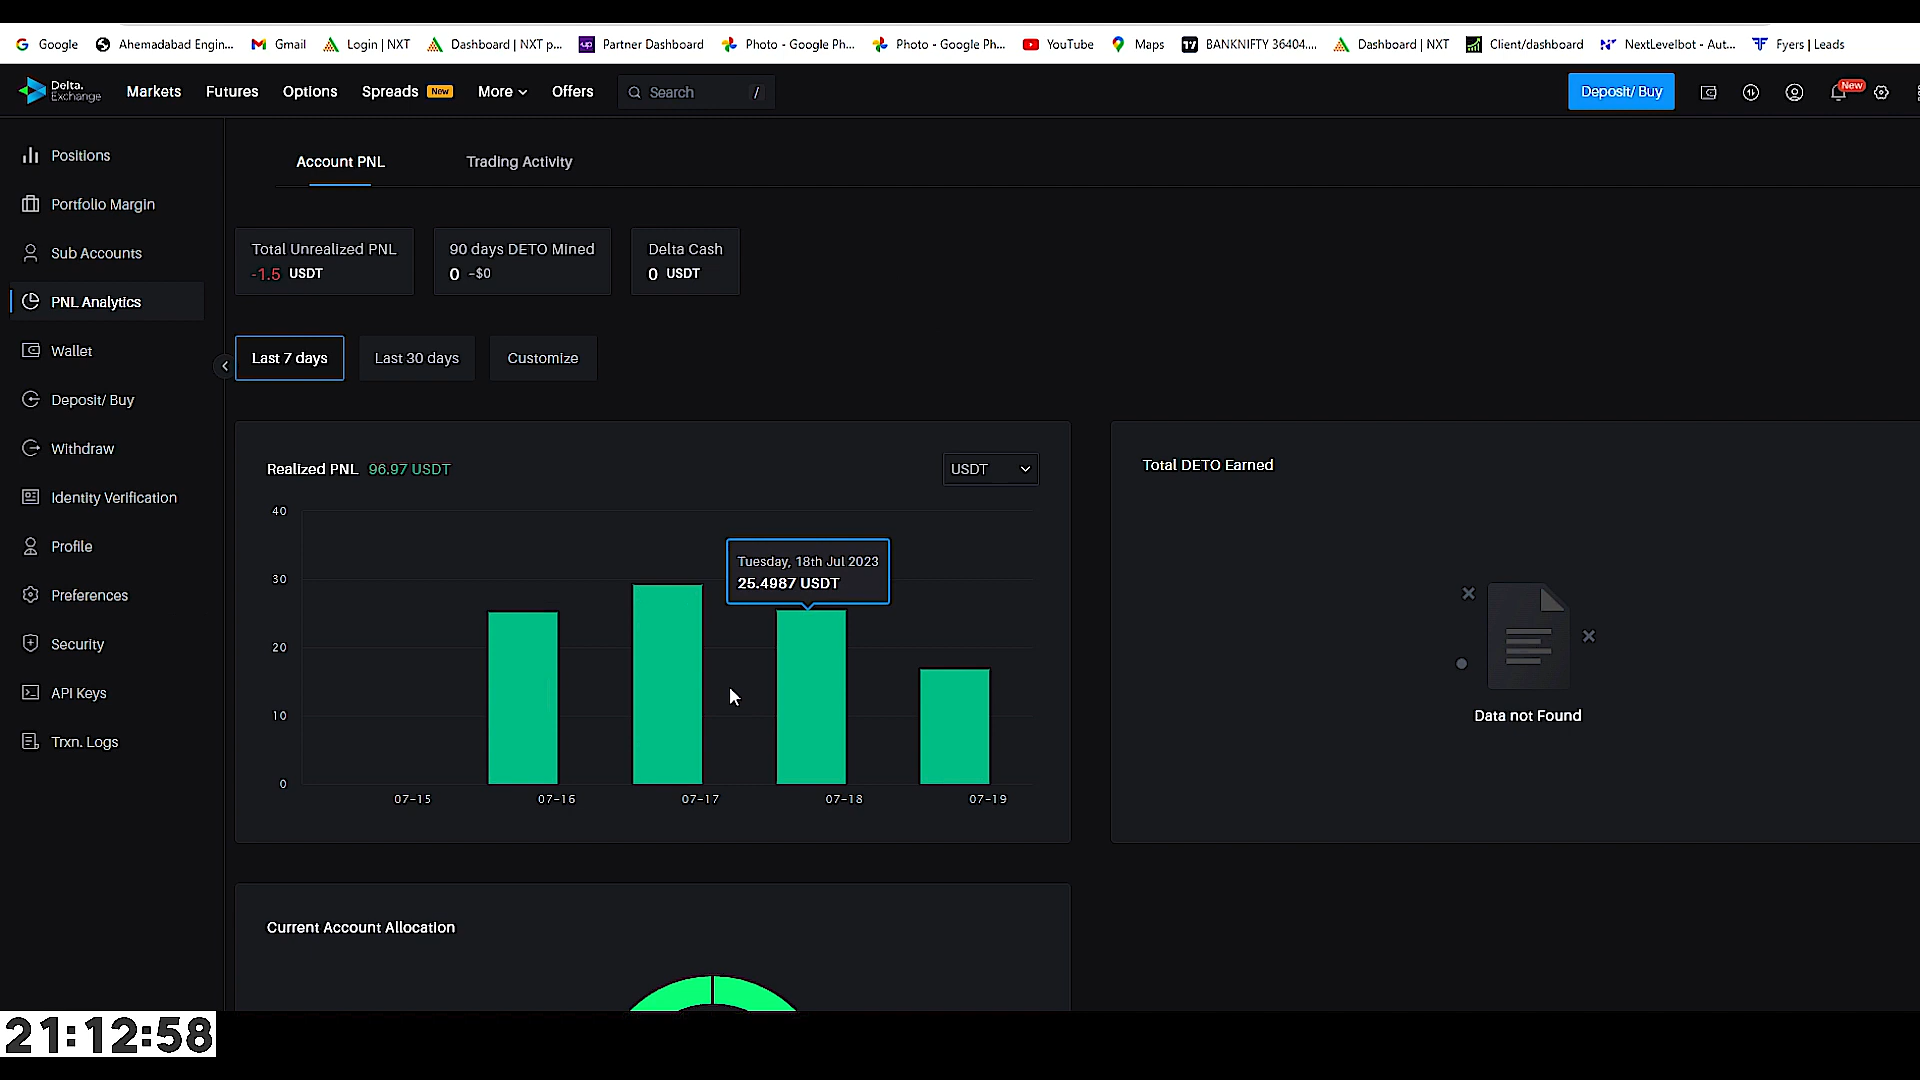 Google Ahemadabad Engin... Gmail Login | NXT Dashboard | NXT p... Partner Dashboard Photo - Google Ph... Photo - Google Ph... YouTube Maps BANKNIFTY 36404.... Dashboard | NXT Client/dashboard NextLevelbot - Aut... Fyers | Leads
Delta.
Exchange
Markets Futures Options Spreads New More Offers Search / Deposit/ Buy New
Positions
Portfolio Margin
Sub Accounts
PNL Analytics
Wallet
Deposit/ Buy
Withdraw
Identity Verification
Profile
Preferences
Security
API Keys
Trxn. Logs
Account PNL Trading Activity
Total Unrealized PNL
-1.5 USDT
90 days DETO Mined
0 ~$0
Delta Cash
0 USDT
Last 7 days Last 30 days Customize
Realized PNL 96.97 USDT
USDT
40
30
20
10
0
Tuesday, 18th Jul 2023
25.4987 USDT
07-15 07-16 07-17 07-18 07-19
Total DETO Earned
Data not Found
Current Account Allocation
21:12:58